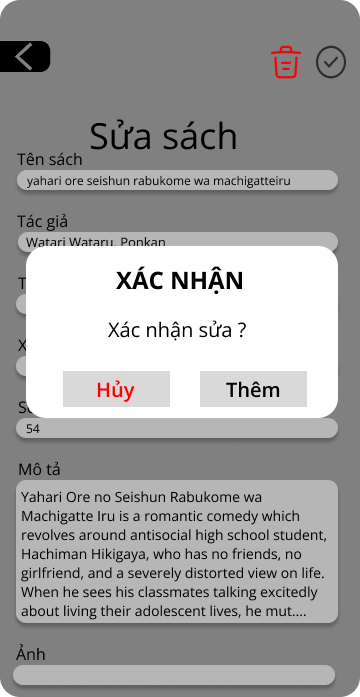 Sửa sách
Tên sách
yahari ore seishun rabukome wa machigatteiru
Tác giả
Watari Wataru, Ponkan
XÁC NHẬN
Xác nhận sửa ?
Hủy
Thêm
54
Mô tả
Yahari Ore no Seishun Rabukome wa
Machigatte Iru is a romantic comedy which
revolves around antisocial high school student,
Hachiman Hikigaya, who has no friends, no
girlfriend, and a severely distorted view on life.
When he sees his classmates talking excitedly
about living their adolescent lives, he mut....
Ảnh